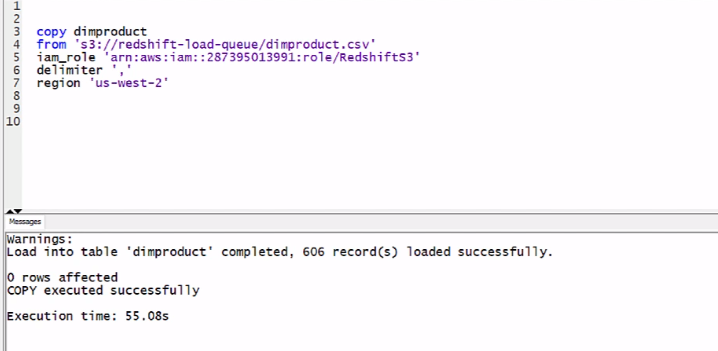 1
2
3 copy dimproduct
4 from 's3://redshift-load-queue/dimproduct.csv'
5 iam_role 'arn:aws:iam::287395013991:role/RedshiftS3'
6 delimiter ','
7 region 'us-west-2'
8
9
10
Messages
Warnings:
Load into table 'dimproduct' completed, 606 record(s) loaded successfully.
0 rows affected
COPY executed successfully
Execution time: 55.08s